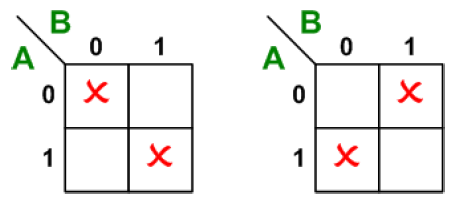 B B
A 0 1 A 0 1
0 x x
0
1 x 1 x